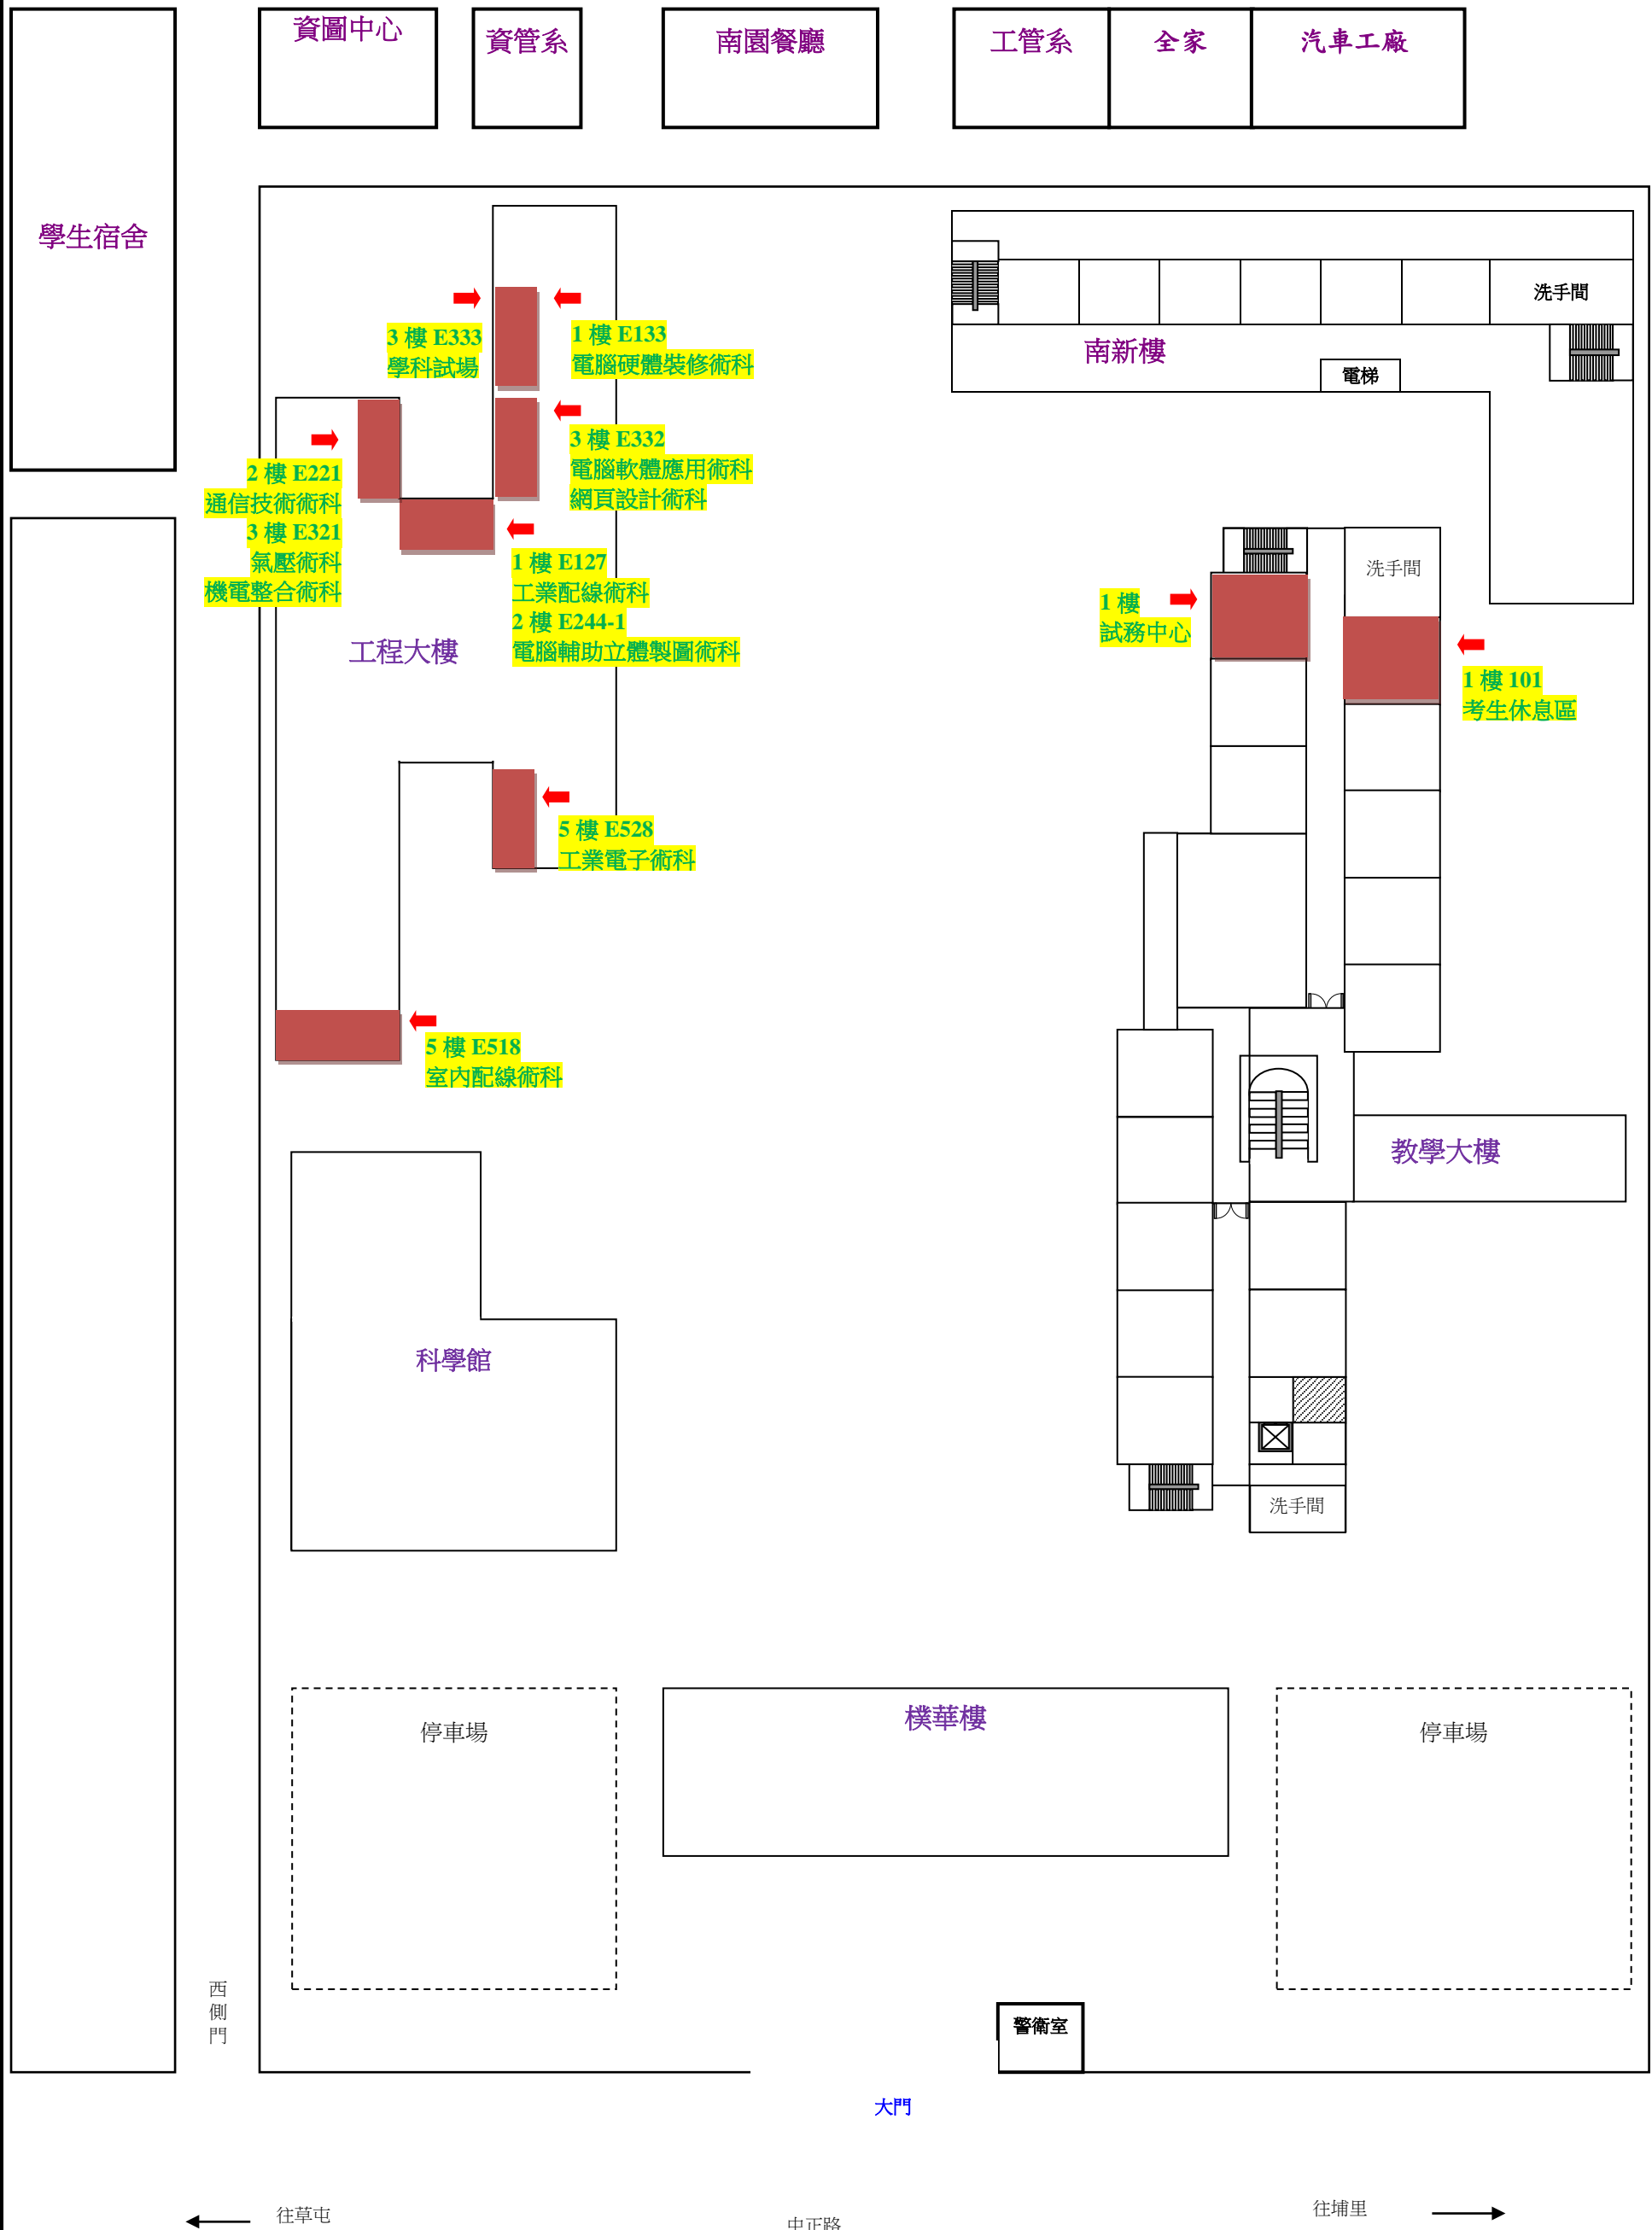 資圖中心
資管系
南園餐廳
工管系
全家
汽車工廠
學生宿舍
洗手間
南新樓
電梯
3 樓 E333
學科試場
1 樓 E133
電腦硬體裝修術科
3 樓 E332
電腦軟體應用術科
網頁設計術科
2 樓 E221
通信技術術科
3 樓 E321
氣壓術科
機電整合術科
1 樓 E127
工業配線術科
2 樓 E244-1
電腦輔助立體製圖術科
工程大樓
洗手間
1 樓
試務中心
1 樓 101
考生休息區
5 樓 E528
工業電子術科
5 樓 E518
室內配線術科
教學大樓
科學館
洗手間
停車場
樸華樓
停車場
西
側
門
警衛室
大門
往草屯
中正路
往埔里